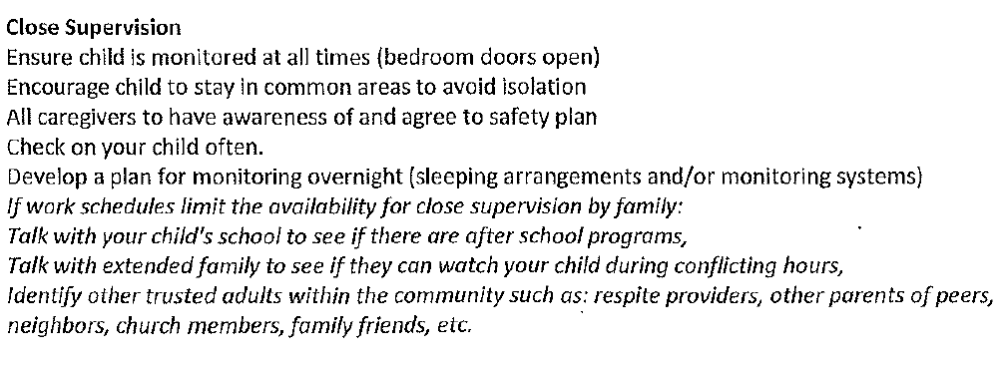 Close Supervision
Ensure child is monitored at all times (bedroom doors open)
Encourage child to stay in common areas to avoid isolation
All caregivers to have awareness of and agree to safety plan
Check on your child often.
Develop a plan for monitoring overnight (sleeping arrangements and/or monitoring systems)
If work schedules limit the availability for close supervision by family:
Talk with your child's school to see if there are after school programs,
Talk with extended family to see if they can watch your child during conflicting hours,
Identify other trusted adults within the community such as: respite providers, other parents of peers,
neighbors, church members, family friends, etc.